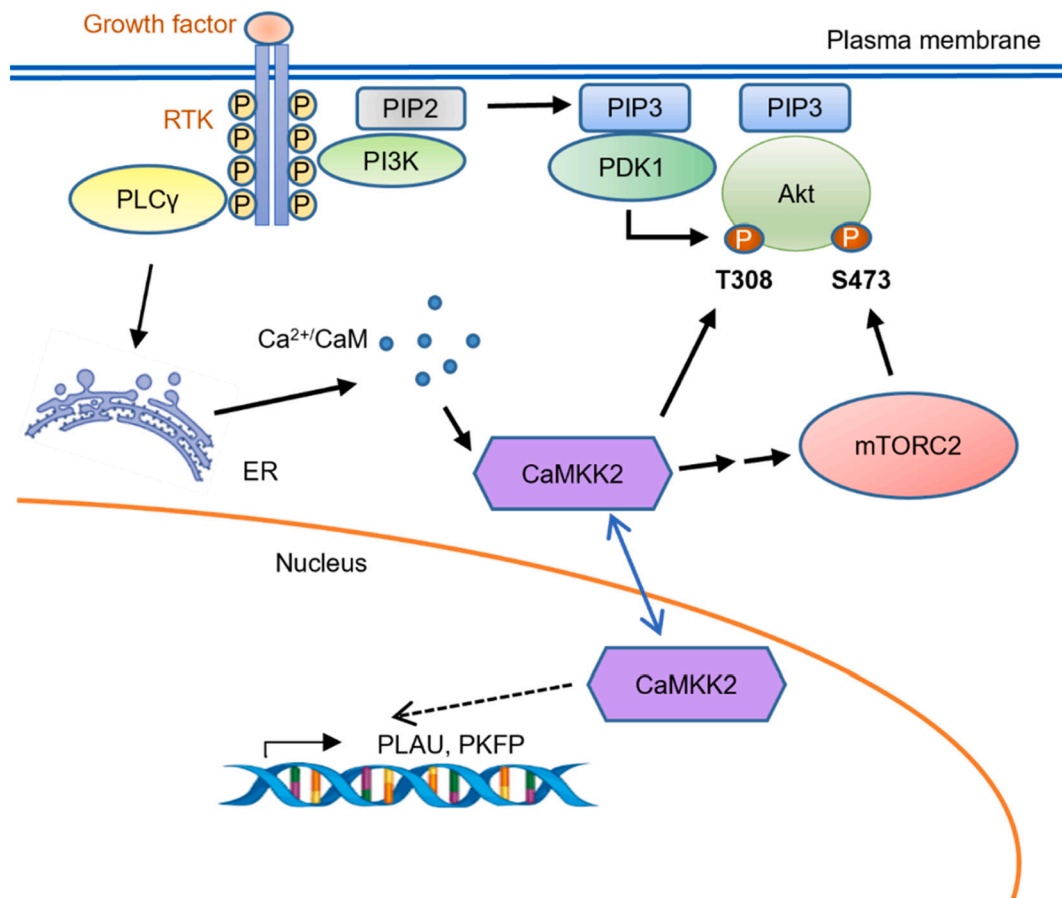 Growth factor
Plasma membrane
RTK
P
P
P
P
P
P
P
P
PIP2
PI3K
PIP3
PDK1
PIP3
Akt
P
P
T308
S473
PLCγ
Ca²⁺/CaM
ER
CaMKK2
mTORC2
Nucleus
CaMKK2
PLAU, PKFP